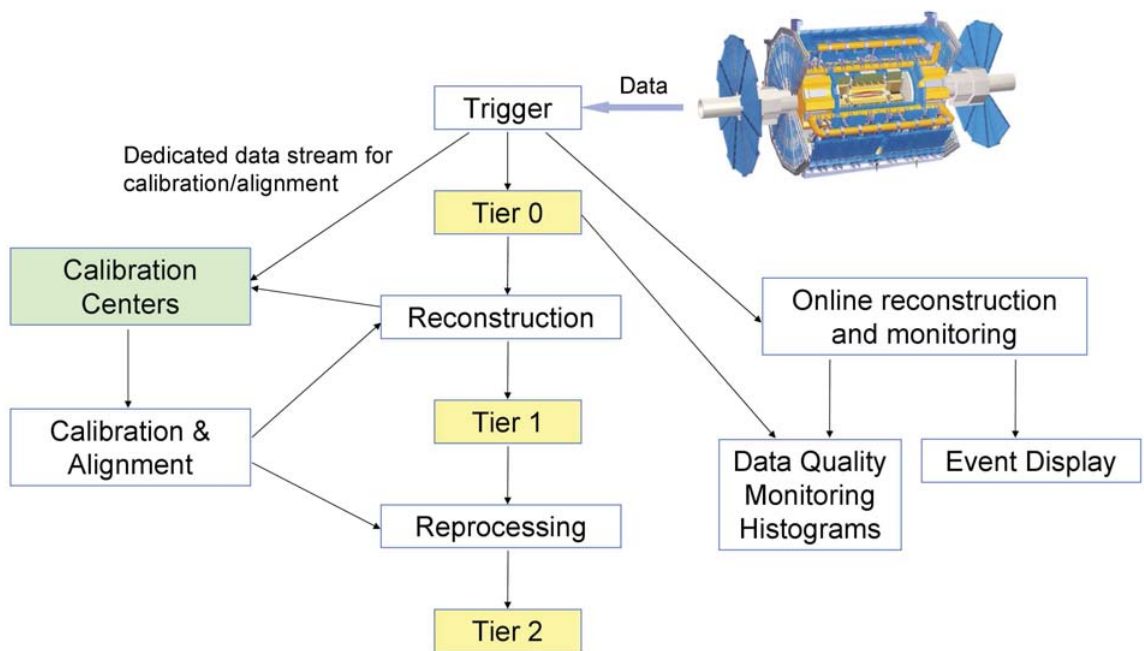 Data
Trigger
Dedicated data stream for
calibration/alignment
Tier 0
Calibration
Centers
Reconstruction
Online reconstruction
and monitoring
Tier 1
Calibration &
Alignment
Data Quality
Monitoring
Histograms
Event Display
Reprocessing
Tier 2